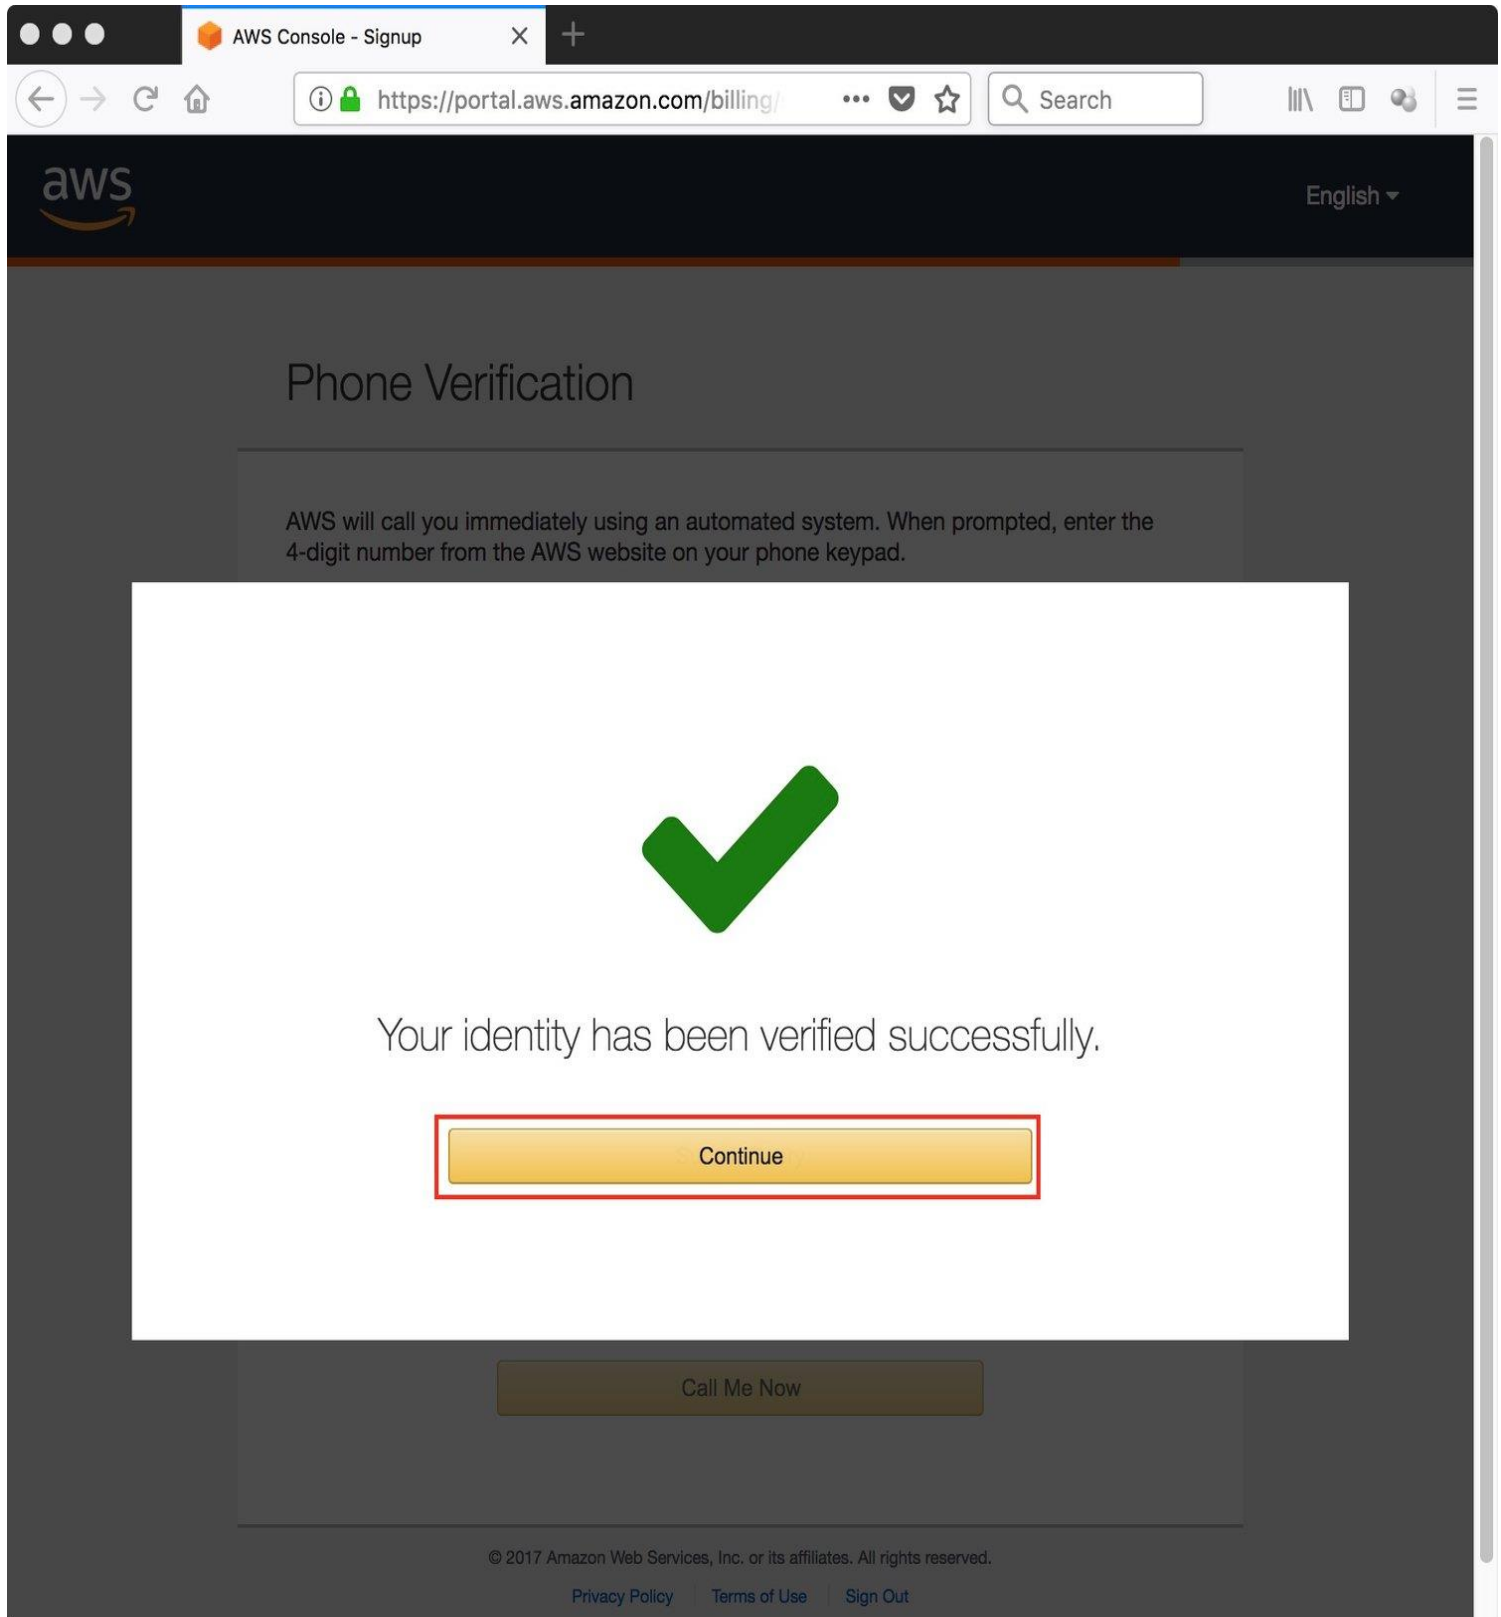 AWS Console - Signup
https://portal.aws.amazon.com/billing/
Search
aws
English
Phone Verification
AWS will call you immediately using an automated system. When prompted, enter the
4-digit number from the AWS website on your phone keypad.
Your identity has been verified successfully.
Continue
Call Me Now
© 2017 Amazon Web Services, Inc. or its affiliates. All rights reserved.
Privacy Policy Terms of Use Sign Out